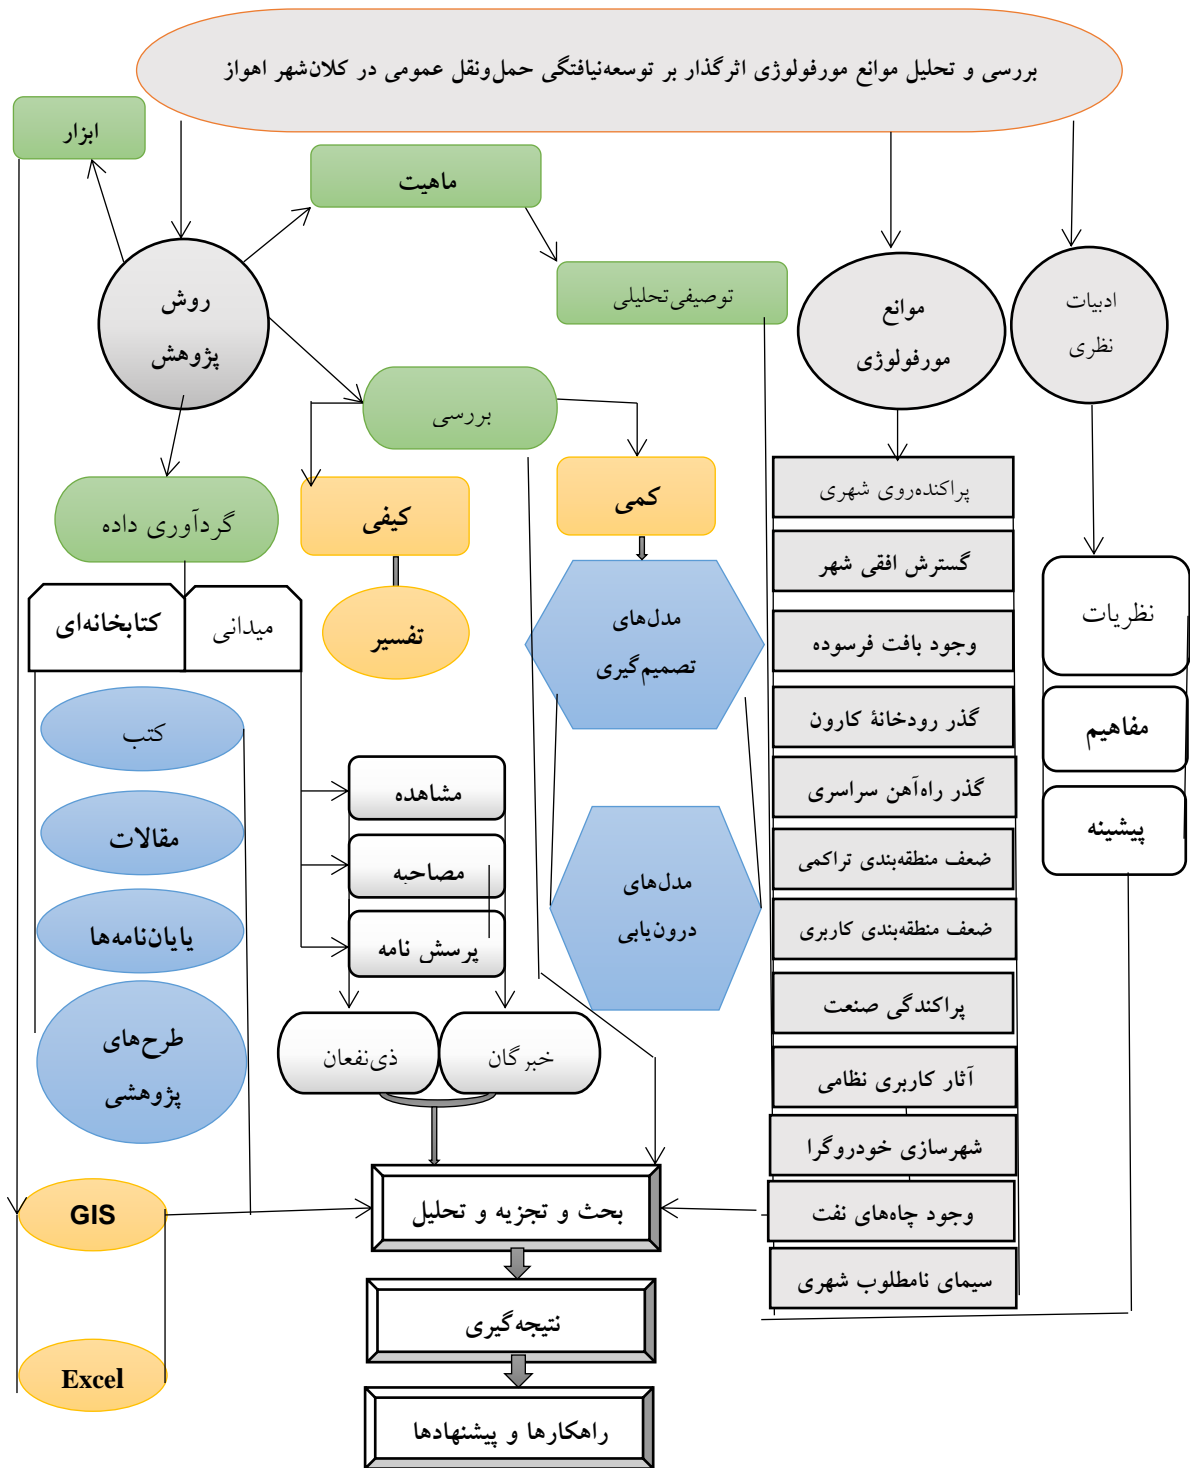 بررسی و تحلیل موانع مورفولوژی اثرگذار بر توسعه‌نیافتگی حمل‌ونقل عمومی در کلان‌شهر اهواز
ابزار
ماهیت
توصیفی‌تحلیلی
روش
پژوهش
موانع
مورفولوژی
ادبیات
نظری
بررسی
گردآوری داده
کیفی
کمی
تفسیر
کتابخانه‌ای
میدانی
مدل‌های
تصمیم‌گیری
مدل‌های
درون‌یابی
کتب
مقالات
پایان‌نامه‌ها
طرح‌های
پژوهشی
مشاهده
مصاحبه
پرسش نامه
ذی‌نفعان
خبرگان
پراکنده‌روی شهری
گسترش افقی شهر
وجود بافت فرسوده
گذر رودخانهٔ کارون
گذر راه‌آهن سراسری
ضعف منطقه‌بندی تراکمی
ضعف منطقه‌بندی کاربری
پراکندگی صنعت
آثار کاربری نظامی
شهرسازی خودروگرا
وجود چاه‌های نفت
سیمای نامطلوب شهری
نظریات
مفاهیم
پیشینه
GIS
Excel
بحث و تجزیه و تحلیل
نتیجه‌گیری
راهکارها و پیشنهادها